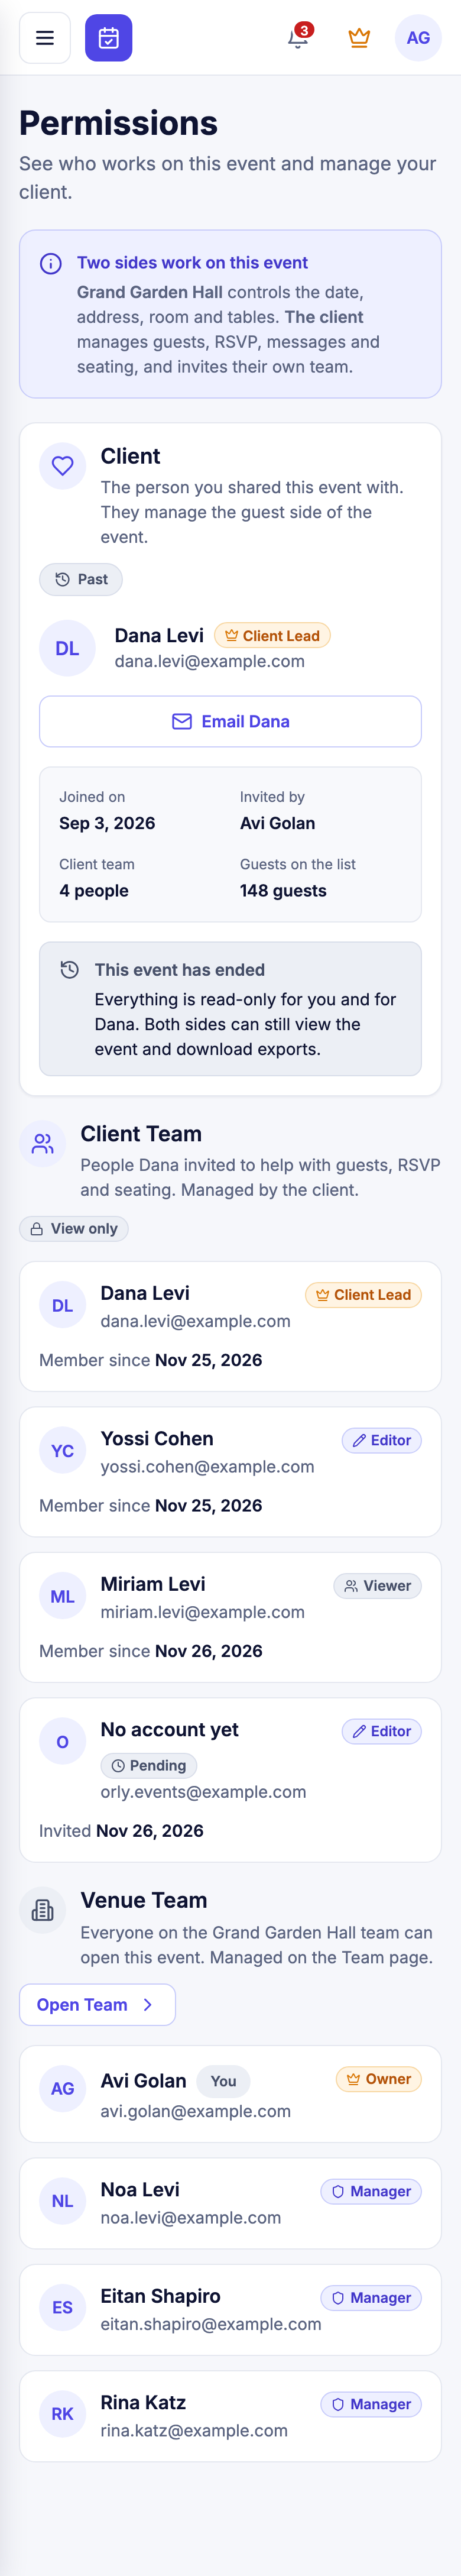 3
AG
Permissions
See who works on this event and manage your
client.
Two sides work on this event
Grand Garden Hall controls the date,
address, room and tables. The client
manages guests, RSVP, messages and
seating, and invites their own team.
Client
The person you shared this event with.
They manage the guest side of the
event.
Past
DL
Dana Levi
Client Lead
dana.levi@example.com
Email Dana
Joined on
Invited by
Sep 3, 2026
Avi Golan
Client team
Guests on the list
4 people
148 guests
This event has ended
Everything is read-only for you and for
Dana. Both sides can still view the
event and download exports.
Client Team
People Dana invited to help with guests, RSVP
and seating. Managed by the client.
View only
DL
Dana Levi
Client Lead
dana.levi@example.com
Member since Nov 25, 2026
YC
Yossi Cohen
Editor
yossi.cohen@example.com
Member since Nov 25, 2026
ML
Miriam Levi
Viewer
miriam.levi@example.com
Member since Nov 26, 2026
O
No account yet
Editor
Pending
orly.events@example.com
Invited Nov 26, 2026
Venue Team
Everyone on the Grand Garden Hall team can
open this event. Managed on the Team page.
Open Team
AG
Avi Golan
You
Owner
avi.golan@example.com
NL
Noa Levi
Manager
noa.levi@example.com
ES
Eitan Shapiro
Manager
eitan.shapiro@example.com
RK
Rina Katz
Manager
rina.katz@example.com